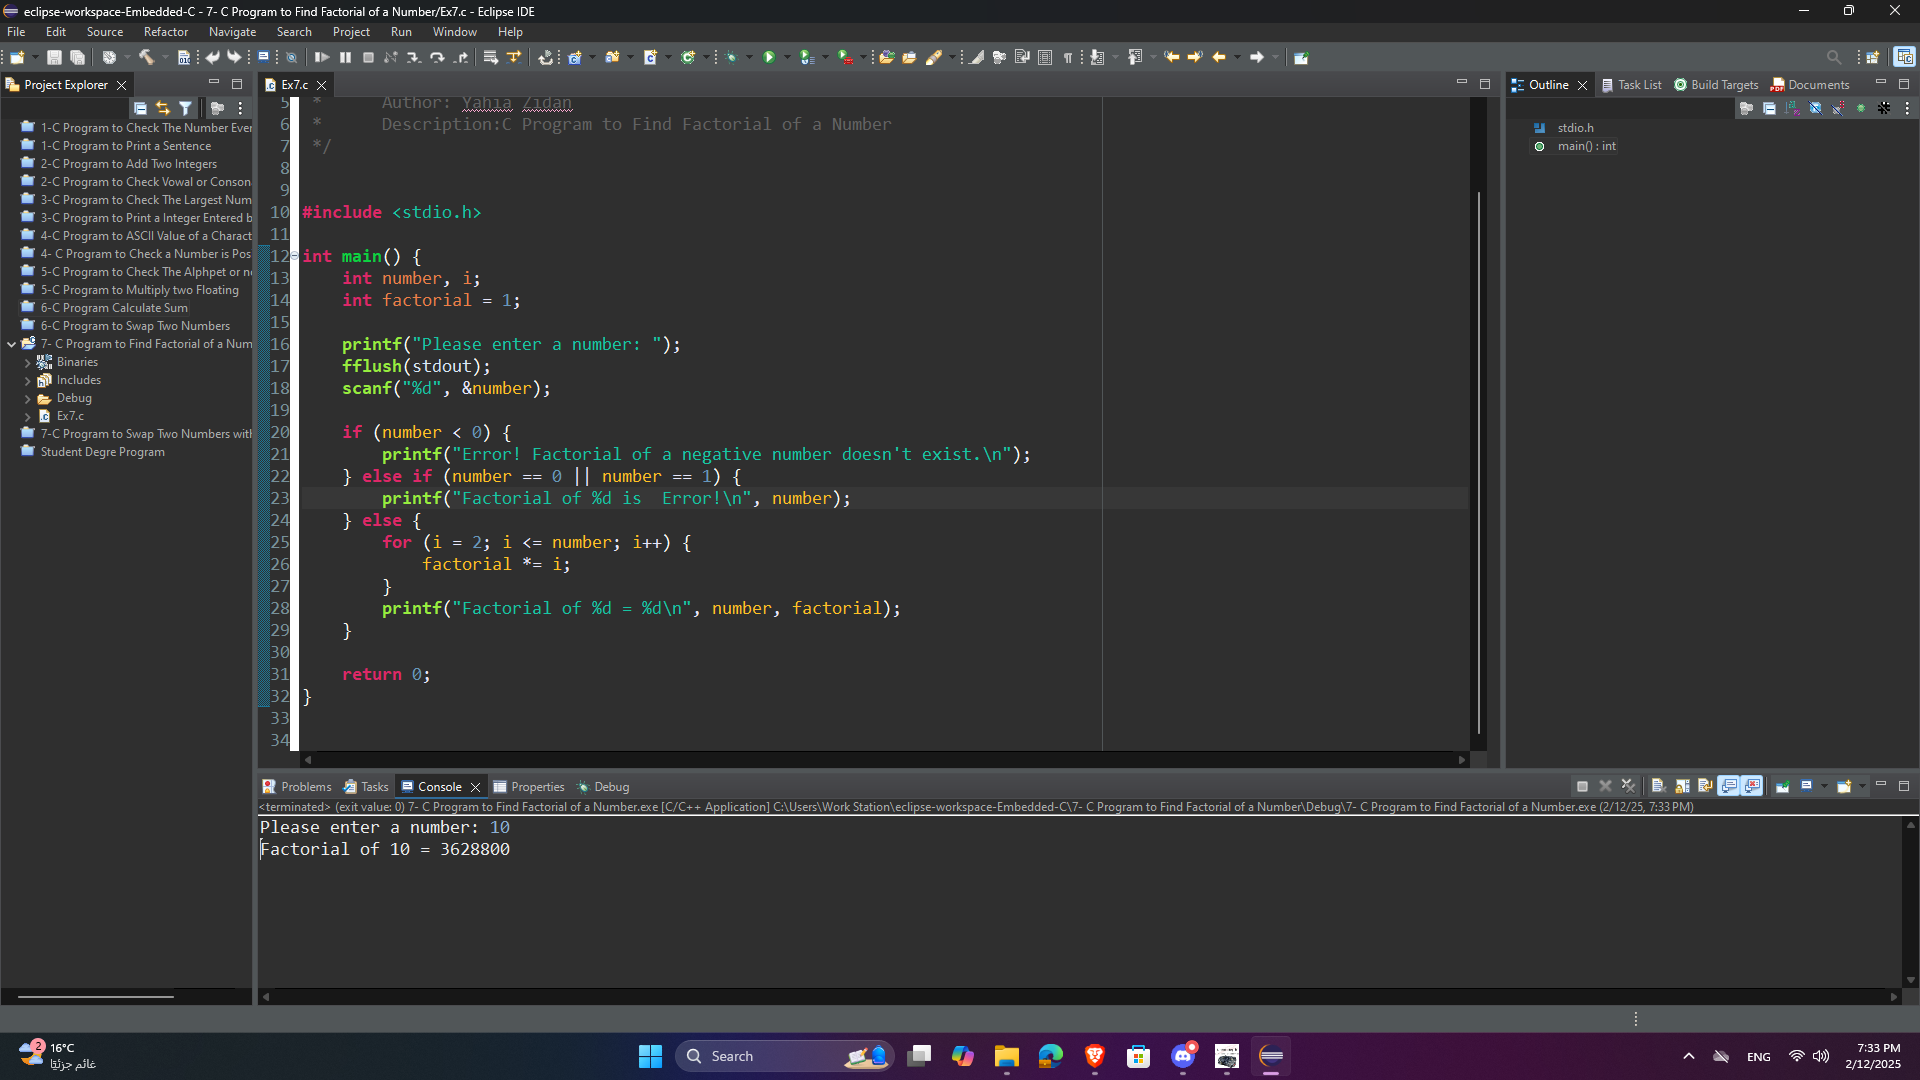 eclipse-workspace-Embedded-C - 7- C Program to Find Factorial of a Number/Ex7.c - Eclipse IDE
File Edit Source Refactor Navigate Search Project Run Window Help
Project Explorer
1-C Program to Check The Number Ever
1-C Program to Print a Sentence
2-C Program to Add Two Integers
2-C Program to Check Vowal or Conson
3-C Program to Check The Largest Num
3-C Program to Print a Integer Entered b
4-C Program to ASCII Value of a Charact
4- C Program to Check a Number is Pos
5-C Program to Check The Alphpet or n
5-C Program to Multiply two Floating
6-C Program Calculate Sum
6-C Program to Swap Two Numbers
7- C Program to Find Factorial of a Num
Binaries
Includes
Debug
Ex7.c
7-C Program to Swap Two Numbers with
Student Degre Program
Ex7.c
5 * Author: Yahia Zidan
6 * Description:C Program to Find Factorial of a Number
7 */
8
9
10 #include <stdio.h>
11
12 int main() {
13 int number, i;
14 int factorial = 1;
15
16 printf("Please enter a number: ");
17 fflush(stdout);
18 scanf("%d", &number);
19
20 if (number < 0) {
21 printf("Error! Factorial of a negative number doesn't exist.\n");
22 } else if (number == 0 || number == 1) {
23 printf("Factorial of %d is  Error!\n", number);
24 } else {
25 for (i = 2; i <= number; i++) {
26 factorial *= i;
27 }
28 printf("Factorial of %d = %d\n", number, factorial);
29 }
30
31 return 0;
32 }
33
34
Outline Task List Build Targets Documents
stdio.h
main() : int
Problems Tasks Console Properties Debug
<terminated> (exit value: 0) 7- C Program to Find Factorial of a Number.exe [C/C++ Application] C:\Users\Work Station\eclipse-workspace-Embedded-C\7- C Program to Find Factorial of a Number\Debug\7- C Program to Find Factorial of a Number.exe (2/12/25, 7:33 PM)
Please enter a number: 10
Factorial of 10 = 3628800
2
16°C
غائم جزئيًا
Search
ENG
7:33 PM
2/12/2025